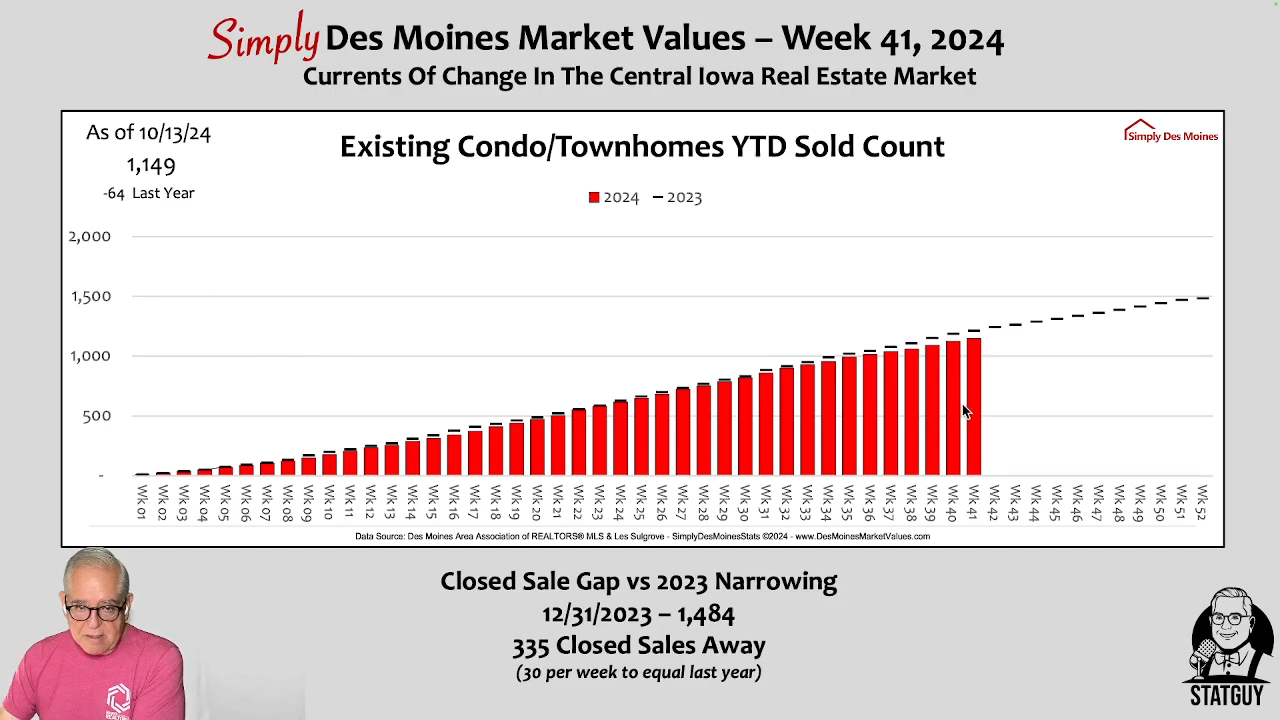 Simply Des Moines Market Values – Week 41, 2024
Currents Of Change In The Central Iowa Real Estate Market
As of 10/13/24
1,149
-64 Last Year
Existing Condo/Townhomes YTD Sold Count
Simply Des Moines
2024 2023
2,000
1,500
1,000
500
-
Wk 01 Wk 02 Wk 03 Wk 04 Wk 05 Wk 06 Wk 07 Wk 08 Wk 09 Wk 10 Wk 11 Wk 12 Wk 13 Wk 14 Wk 15 Wk 16 Wk 17 Wk 18 Wk 19 Wk 20 Wk 21 Wk 22 Wk 23 Wk 24 Wk 25 Wk 26 Wk 27 Wk 28 Wk 29 Wk 30 Wk 31 Wk 32 Wk 33 Wk 34 Wk 35 Wk 36 Wk 37 Wk 38 Wk 39 Wk 40 Wk 41 Wk 42 Wk 43 Wk 44 Wk 45 Wk 46 Wk 47 Wk 48 Wk 49 Wk 50 Wk 51 Wk 52
Data Source: Des Moines Area Association of REALTORS® MLS & Les Sulgrove - SimplyDesMoinesStats ©2024 - www.DesMoinesMarketValues.com
Closed Sale Gap vs 2023 Narrowing
12/31/2023 – 1,484
335 Closed Sales Away
(30 per week to equal last year)
STATGUY